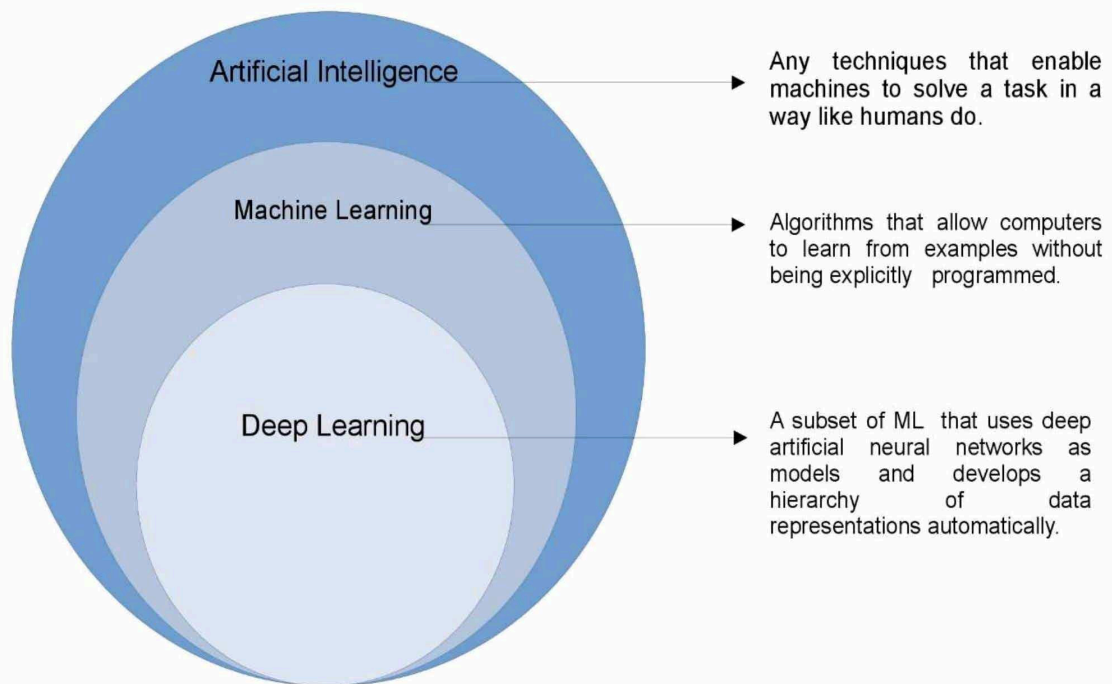 Artificial Intelligence
Any techniques that enable
machines to solve a task in a
way like humans do.
Machine Learning
Algorithms that allow computers
to learn from examples without
being explicitly programmed.
Deep Learning
A subset of ML that uses deep
artificial neural networks as
models and develops a
hierarchy of data
representations automatically.